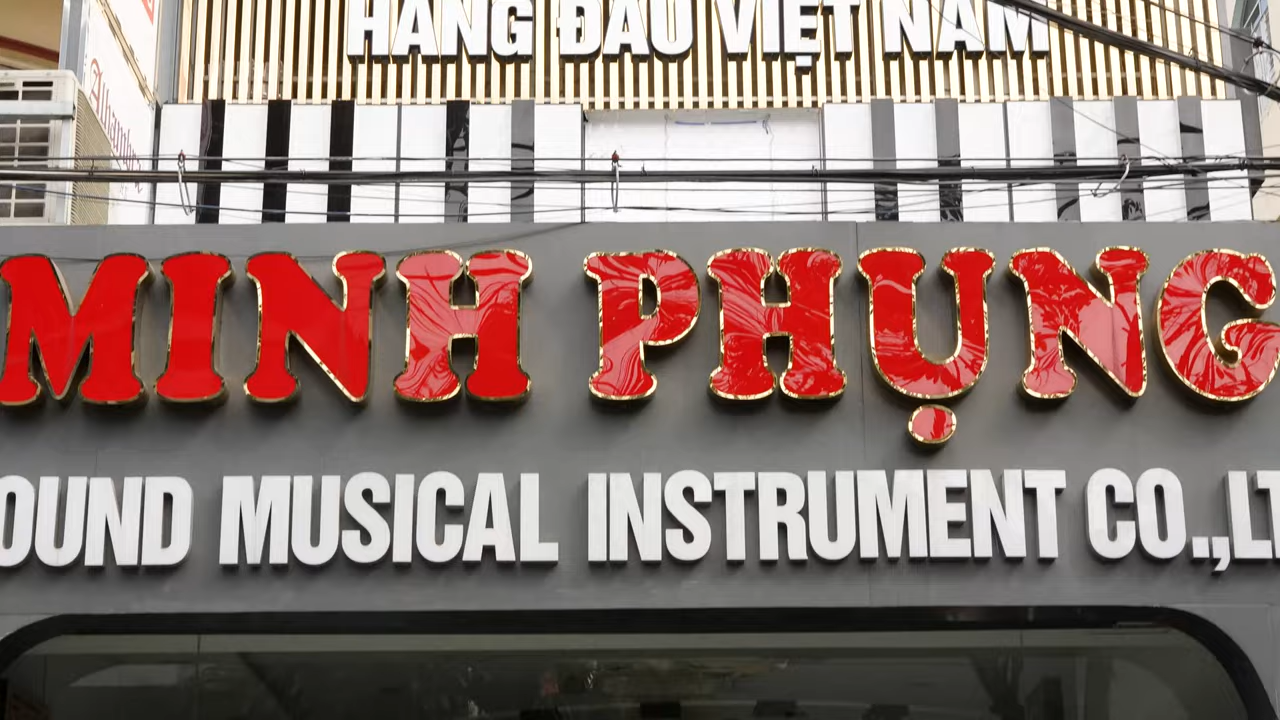 HÀNG ĐẦU VIỆT NAM
MINH PHỤNG
OUND MUSICAL INSTRUMENT CO.,LT